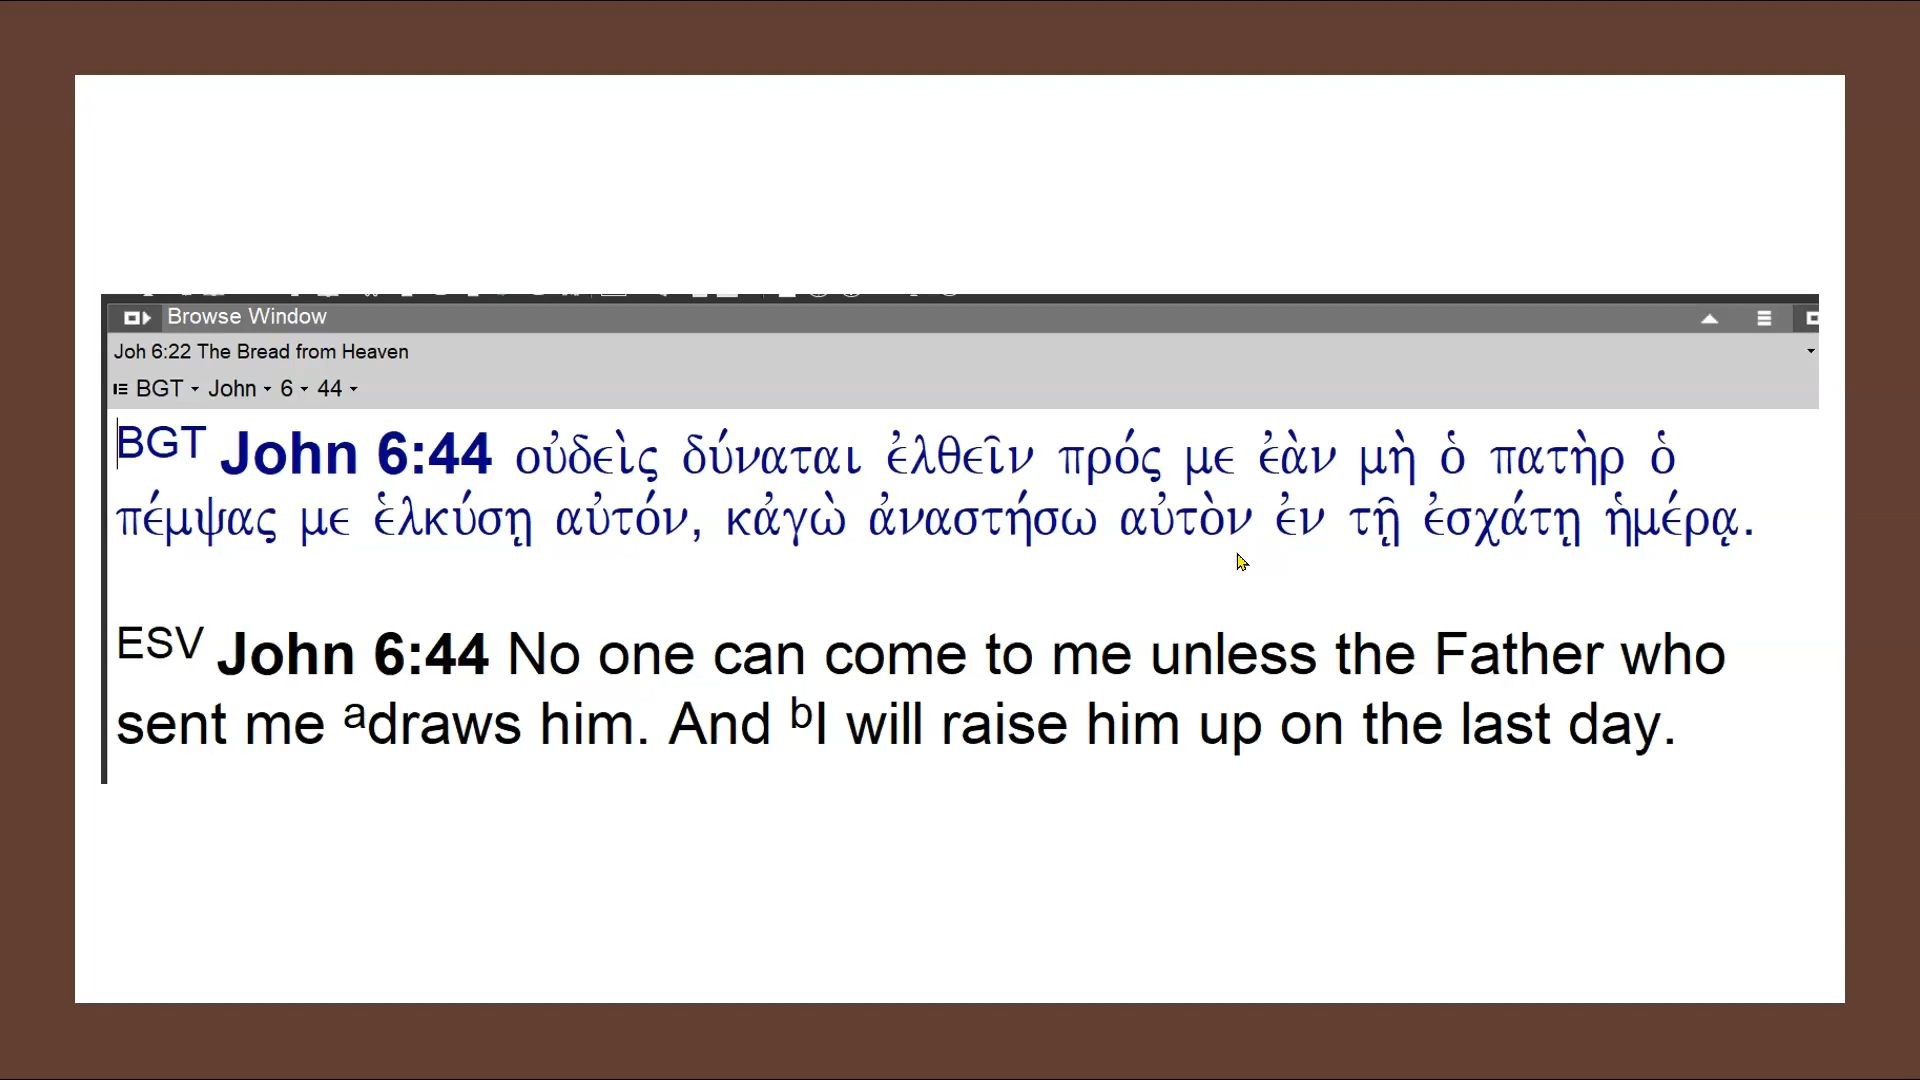 Browse Window
Joh 6:22 The Bread from Heaven
BGT John 6 44
BGT John 6:44 οὐδεὶς δύναται ἐλθεῖν πρός με ἐὰν μὴ ὁ πατὴρ ὁ
πέμψας με ἑλκύσῃ αὐτόν, κἀγὼ ἀναστήσω αὐτὸν ἐν τῇ ἐσχάτῃ ἡμέρᾳ.
ESV John 6:44 No one can come to me unless the Father who
sent me adraws him. And bI will raise him up on the last day.